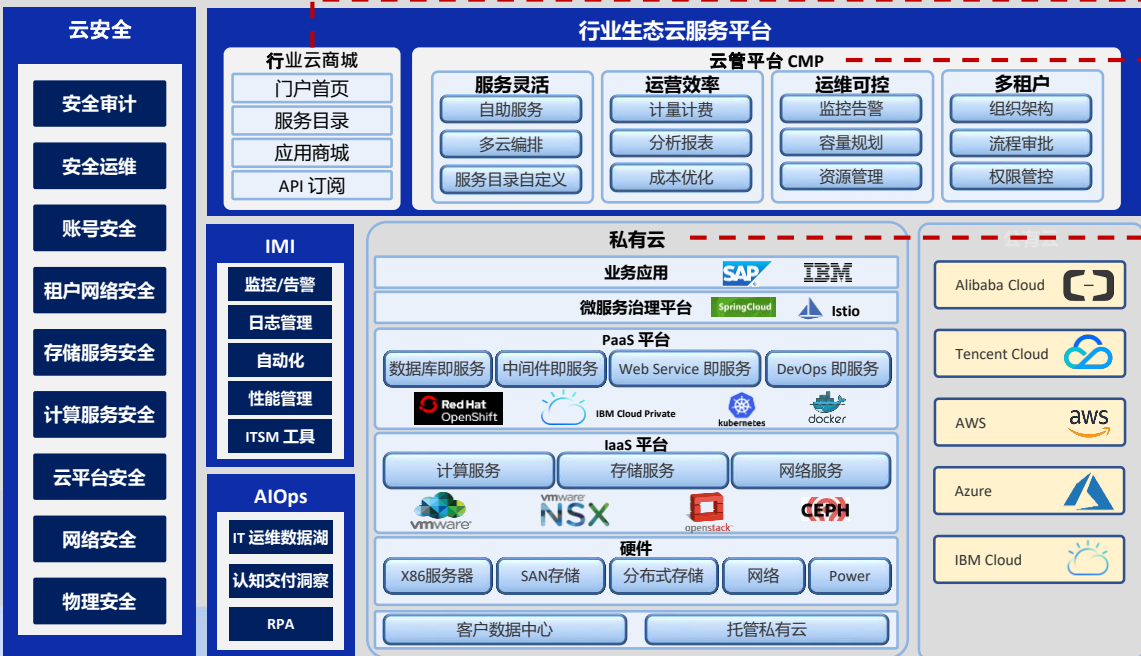 云安全
安全审计
安全运维
账号安全
租户网络安全
存储服务安全
计算服务安全
云平台安全
网络安全
物理安全
行业生态云服务平台
行业云商城
门户首页
服务目录
应用商城
API 订阅
云管平台 CMP
服务灵活
自助服务
多云编排
服务目录自定义
运营效率
计量计费
分析报表
成本优化
运维可控
监控告警
容量规划
资源管理
多租户
组织架构
流程审批
权限管控
IMI
监控/告警
日志管理
自动化
性能管理
ITSM 工具
AIOps
IT 运维数据湖
认知交付洞察
RPA
私有云
业务应用
SAP
IBM
微服务治理平台
SpringCloud
Istio
PaaS 平台
数据库即服务
中间件即服务
Web Service 即服务
DevOps 即服务
Red Hat
OpenShift
IBM Cloud Private
kubernetes
docker
IaaS 平台
计算服务
存储服务
网络服务
vmware
vmware
NSX
openstack
CEPH
硬件
X86服务器
SAN存储
分布式存储
网络
Power
客户数据中心
托管私有云
公有云
Alibaba Cloud
Tencent Cloud
AWS
aws
Azure
IBM Cloud